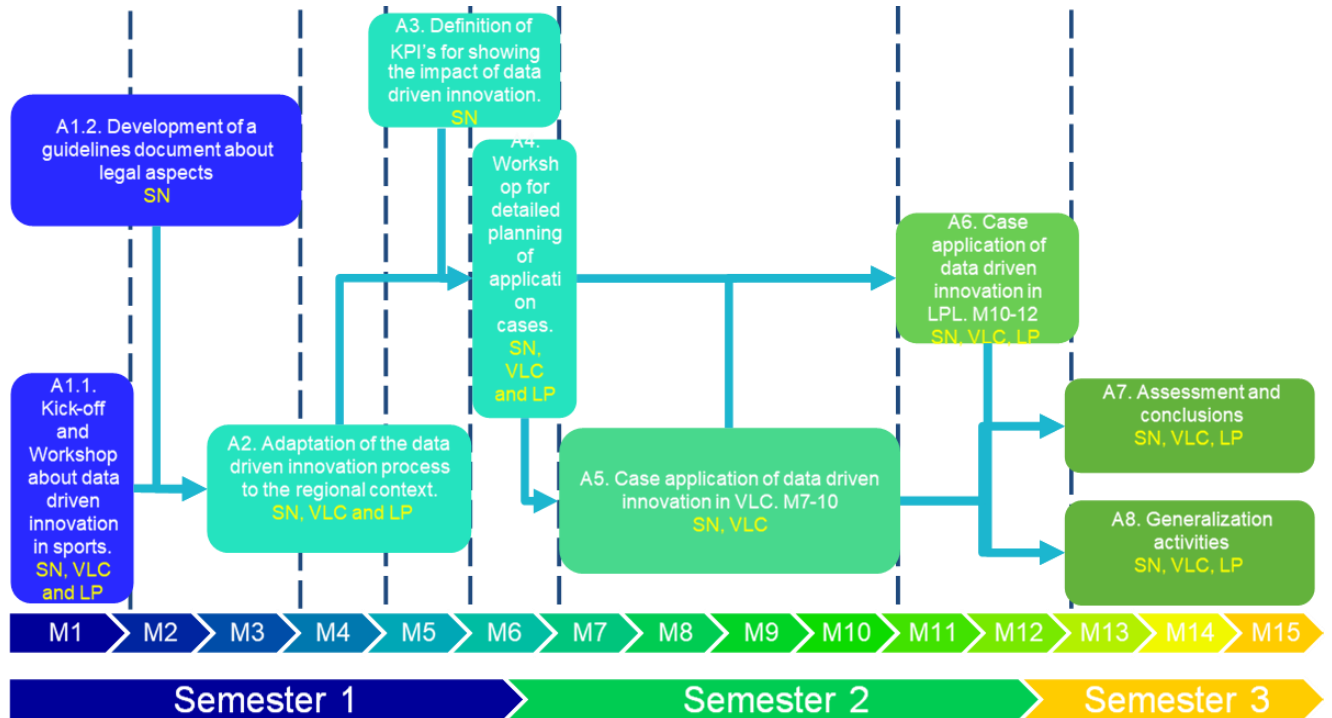 A3. Definition of
KPI's for showing
the impact of data
driven innovation.
SN
A1.2. Development of a
guidelines document about
legal aspects
SN
A4.
Worksh
op for
detailed
planning
of
applicati
on
cases.
SN,
VLC
and LP
A6. Case
application of
data driven
innovation in
LPL. M10-12
SN, VLC, LP
A1.1.
Kick-off
and
Workshop
about data
driven
innovation
in sports.
SN, VLC
and LP
A2. Adaptation of the data
driven innovation process
to the regional context.
SN, VLC and LP
A5. Case application of data driven
innovation in VLC. M7-10
SN, VLC
A7. Assessment and
conclusions
SN, VLC, LP
A8. Generalization
activities
SN, VLC, LP
M1 M2 M3 M4 M5 M6 M7 M8 M9 M10 M11 M12 M13 M14 M15
Semester 1 Semester 2 Semester 3